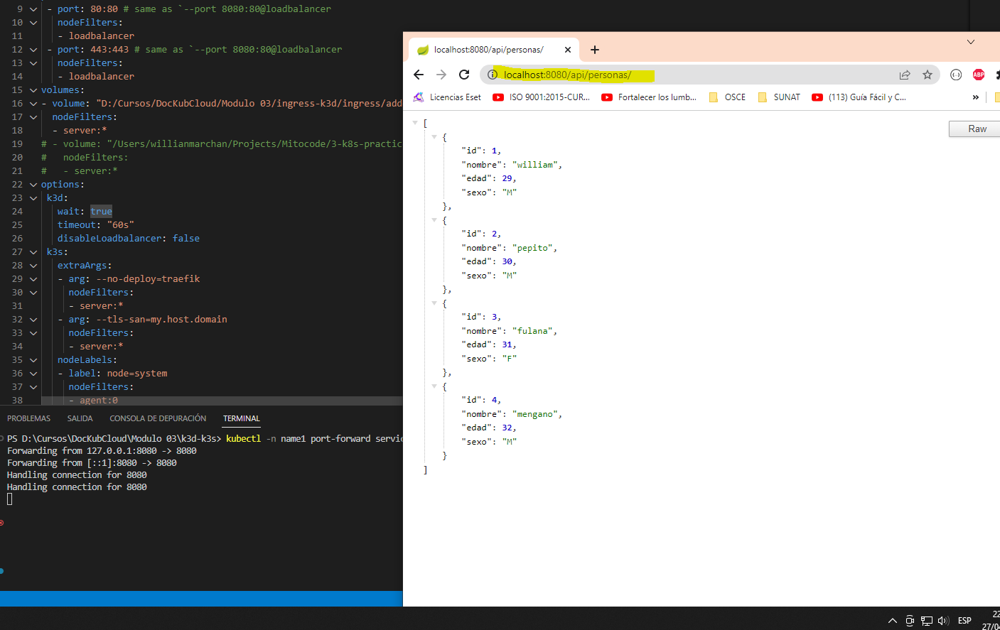 9 - port: 80:80 # same as `--port 8080:80@loadbalancer
10 nodeFilters:
11 - loadbalancer
12 - port: 443:443 # same as `--port 8080:80@loadbalancer
13 nodeFilters:
14 - loadbalancer
15 volumes:
16 - volume: "D:/Cursos/DocKubCloud/Modulo 03/ingress-k3d/ingress/add
17 nodeFilters:
18 - server:*
19 # - volume: "/Users/willianmarchan/Projects/Mitocode/3-k8s-practic
20 # nodeFilters:
21 # - server:*
22 options:
23 k3d:
24 wait: true
25 timeout: "60s"
26 disableLoadbalancer: false
27 k3s:
28 extraArgs:
29 - arg: --no-deploy=traefik
30 nodeFilters:
31 - server:*
32 - arg: --tls-san=my.host.domain
33 nodeFilters:
34 - server:*
35 nodeLabels:
36 - label: node=system
37 nodeFilters:
38 - agent:0
PROBLEMAS SALIDA CONSOLA DE DEPURACIÓN TERMINAL
PS D:\Cursos\DocKubCloud\Modulo 03\k3d-k3s> kubectl -n name1 port-forward servic
Forwarding from 127.0.0.1:8080 -> 8080
Forwarding from [::1]:8080 -> 8080
Handling connection for 8080
Handling connection for 8080
localhost:8080/api/personas/
localhost:8080/api/personas/
ABP
Licencias Eset ISO 9001:2015-CUR... Fortalecer los lumb... OSCE SUNAT (113) Guía Fácil y C... »
Raw
[
{
"id": 1,
"nombre": "william",
"edad": 29,
"sexo": "M"
},
{
"id": 2,
"nombre": "pepito",
"edad": 30,
"sexo": "M"
},
{
"id": 3,
"nombre": "fulana",
"edad": 31,
"sexo": "F"
},
{
"id": 4,
"nombre": "mengano",
"edad": 32,
"sexo": "M"
}
]
ESP
22
27/04